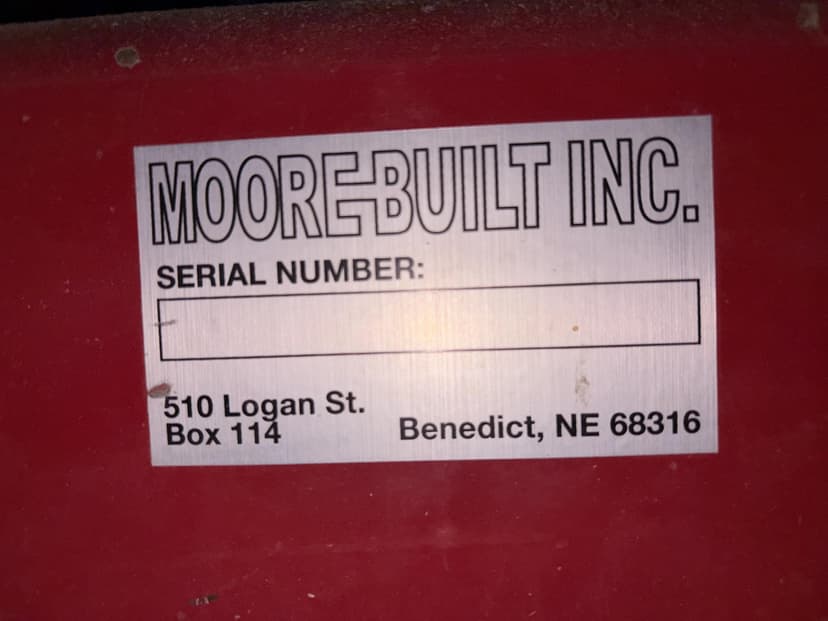 MOORE-BUILT INC.
SERIAL NUMBER:
510 Logan St.
Box 114
Benedict, NE 68316